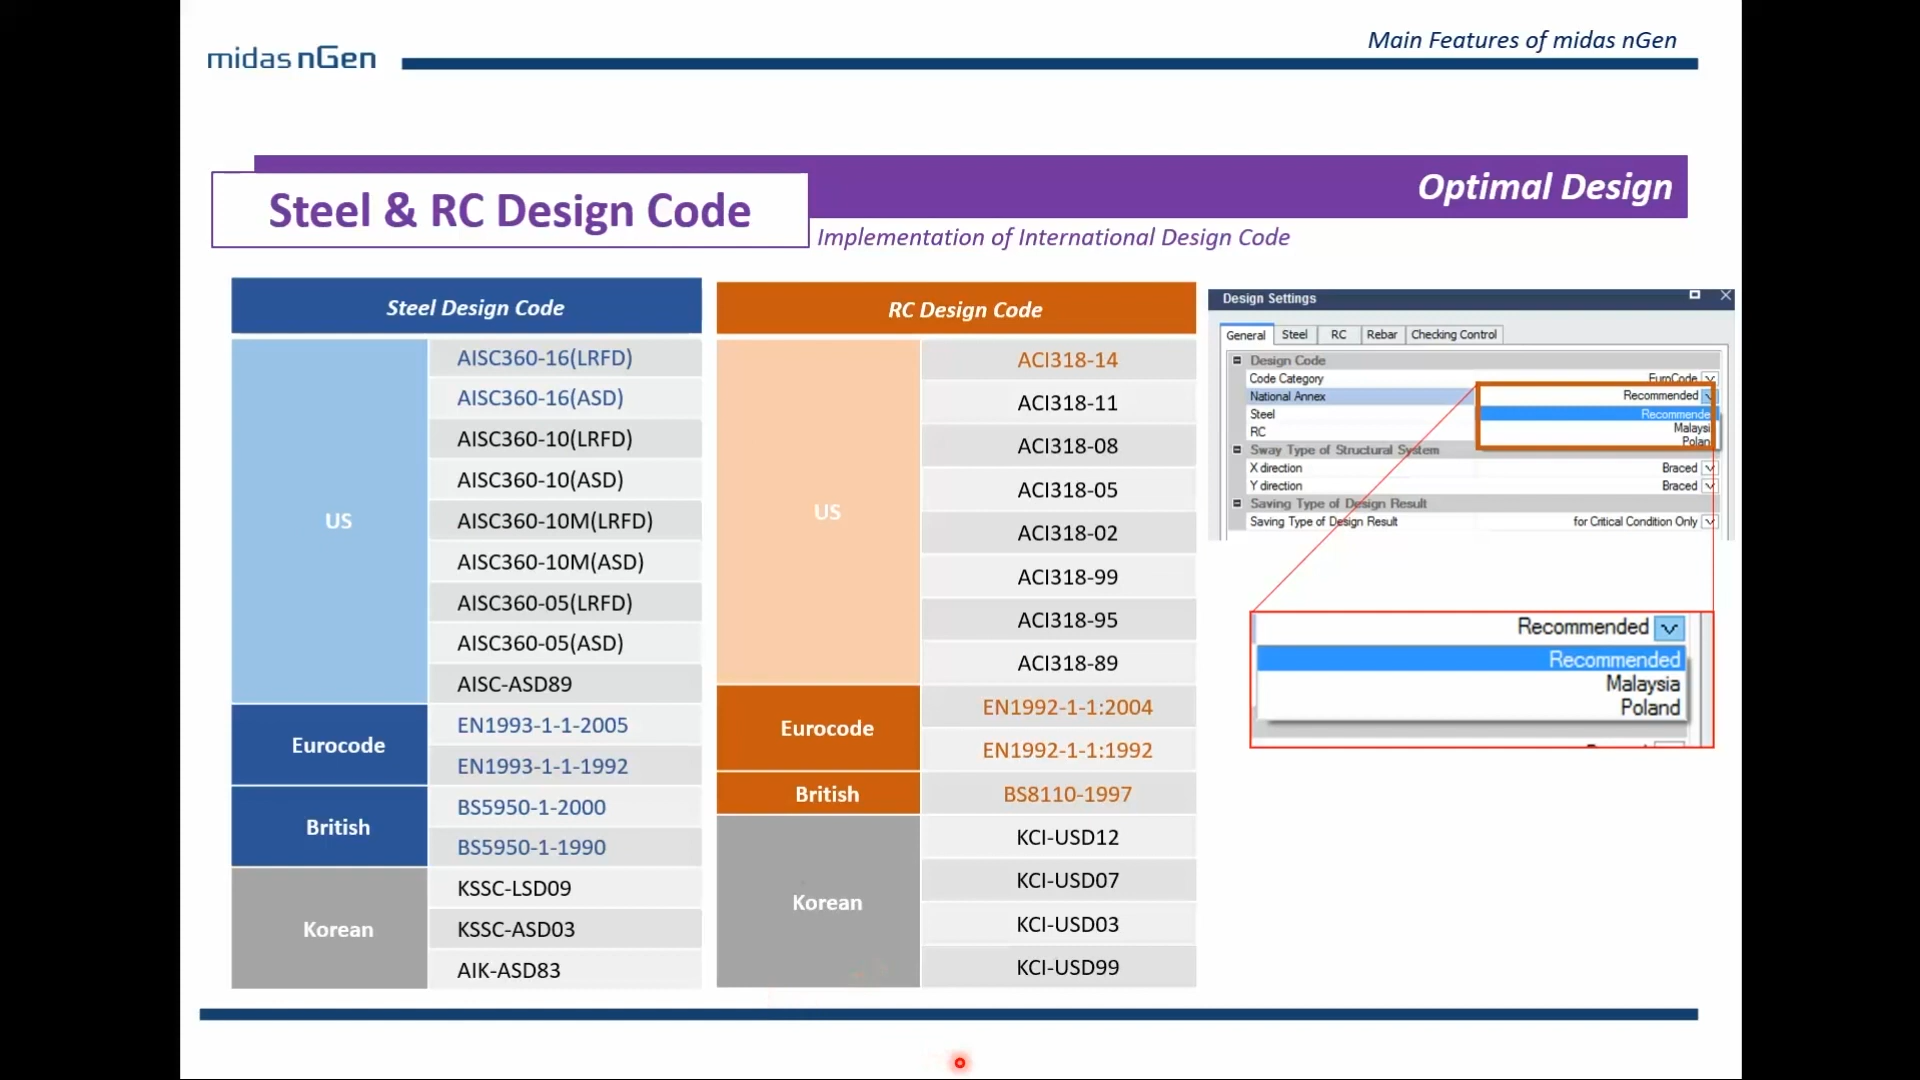 midas nGen
Main Features of midas nGen
Optimal Design
Steel & RC Design Code
Implementation of International Design Code
Steel Design Code
US
AISC360-16(LRFD)
AISC360-16(ASD)
AISC360-10(LRFD)
AISC360-10(ASD)
AISC360-10M(LRFD)
AISC360-10M(ASD)
AISC360-05(LRFD)
AISC360-05(ASD)
AISC-ASD89
Eurocode
EN1993-1-1-2005
EN1993-1-1-1992
British
BS5950-1-2000
BS5950-1-1990
Korean
KSSC-LSD09
KSSC-ASD03
AIK-ASD83
RC Design Code
US
ACI318-14
ACI318-11
ACI318-08
ACI318-05
ACI318-02
ACI318-99
ACI318-95
ACI318-89
Eurocode
EN1992-1-1:2004
EN1992-1-1:1992
British
BS8110-1997
Korean
KCI-USD12
KCI-USD07
KCI-USD03
KCI-USD99
Design Settings
General Steel RC Rebar Checking Control
Design Code
Code Category EuroCode
National Annex Recommended
Steel Recommende
Malaysi
RC Polan
Sway Type of Structural System
X direction Braced
Y direction Braced
Saving Type of Design Result
Saving Type of Design Result for Critical Condition Only
Recommended
Recommended
Malaysia
Poland